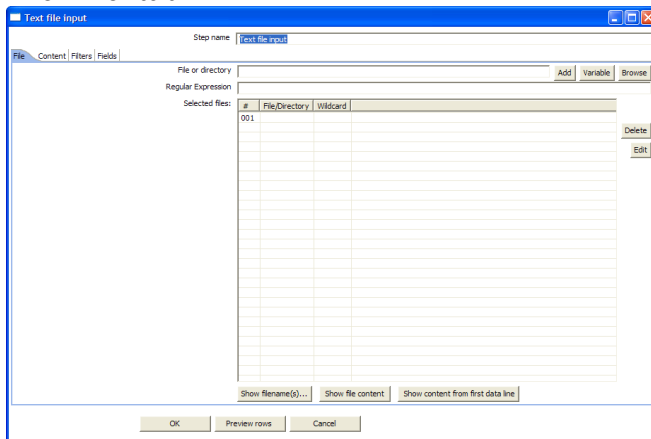 Text file input
Step name Text file input
File Content Filters Fields
File or directory Add Variable Browse
Regular Expression
Selected files: # File/Directory Wildcard
001
Delete
Edit
Show filename(s)... Show file content Show content from first data line
OK Preview rows Cancel